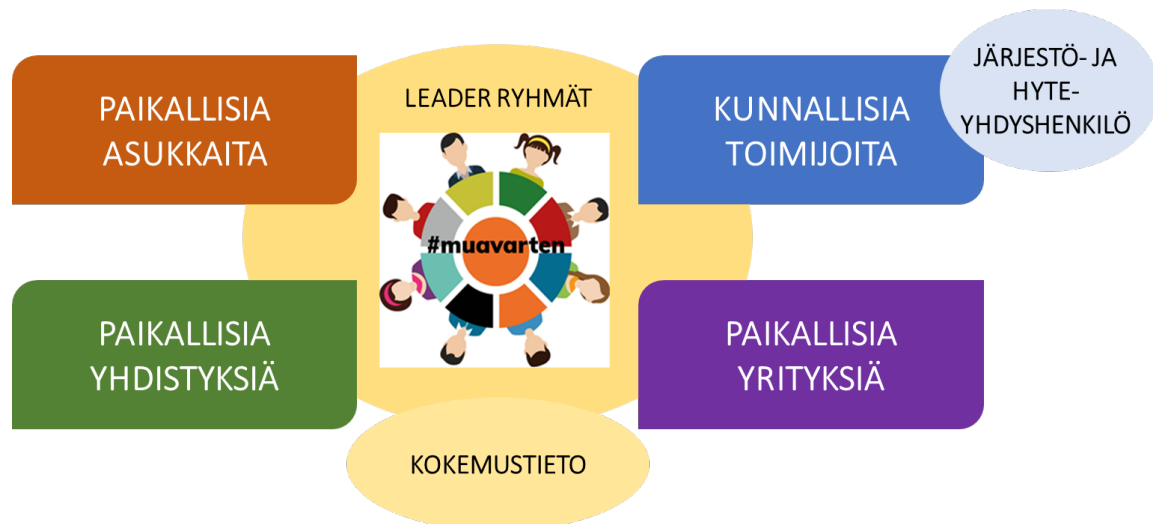 PAIKALLISIA
ASUKKAITA
LEADER RYHMÄT
#muavarten
KUNNALLISIA
TOIMIJOITA
JÄRJESTÖ- JA
HYTE-
YHDYSHENKILÖ
PAIKALLISIA
YHDISTYKSIÄ
PAIKALLISIA
YRITYKSIÄ
KOKEMUSTIETO